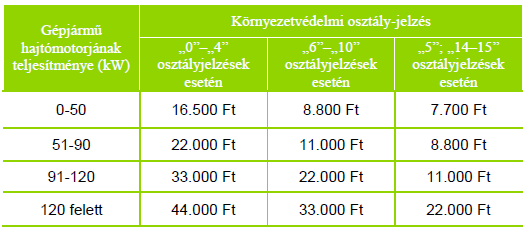 Gépjármű
hajtómotorjának
teljesítménye (kW)
Környezetvédelmi osztály-jelzés
„0”–„4”
osztályjelzések
esetén
„6”–„10”
osztályjelzések
esetén
„5”; „14–15”
osztályjelzések
esetén
0-50 16.500 Ft 8.800 Ft 7.700 Ft
51-90 22.000 Ft 11.000 Ft 8.800 Ft
91-120 33.000 Ft 22.000 Ft 11.000 Ft
120 felett 44.000 Ft 33.000 Ft 22.000 Ft